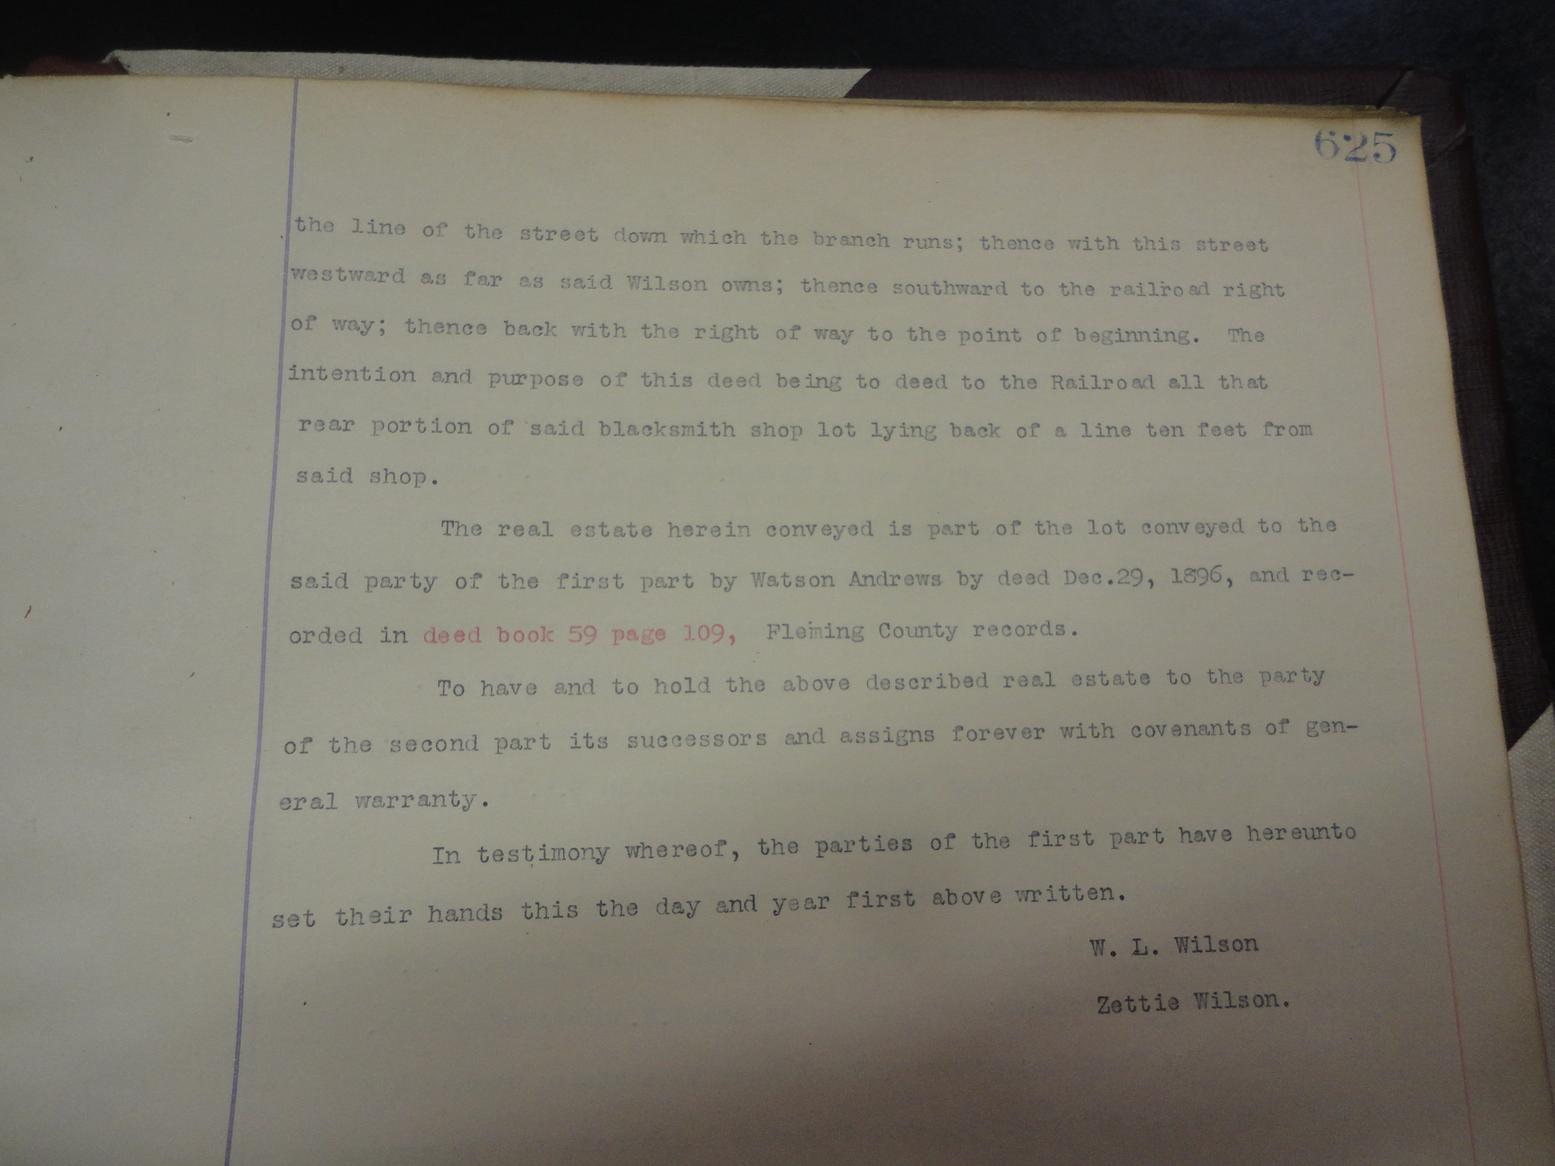 625
the line of the street down which the branch runs; thence with this street
westward as far as said Wilson owns; thence southward to the railroad right
of way; thence back with the right of way to the point of beginning. The
intention and purpose of this deed being to deed to the Railroad all that
rear portion of said blacksmith shop lot lying back of a line ten feet from
said shop.
The real estate herein conveyed is part of the lot conveyed to the
said party of the first part by Watson Andrews by deed Dec.29, 1896, and rec-
orded in deed book 59 page 109, Fleming County records.
To have and to hold the above described real estate to the party
of the second part its successors and assigns forever with covenants of gen-
eral warranty.
In testimony whereof, the parties of the first part have hereunto
set their hands this the day and year first above written.
W. L. Wilson
Zettie Wilson.